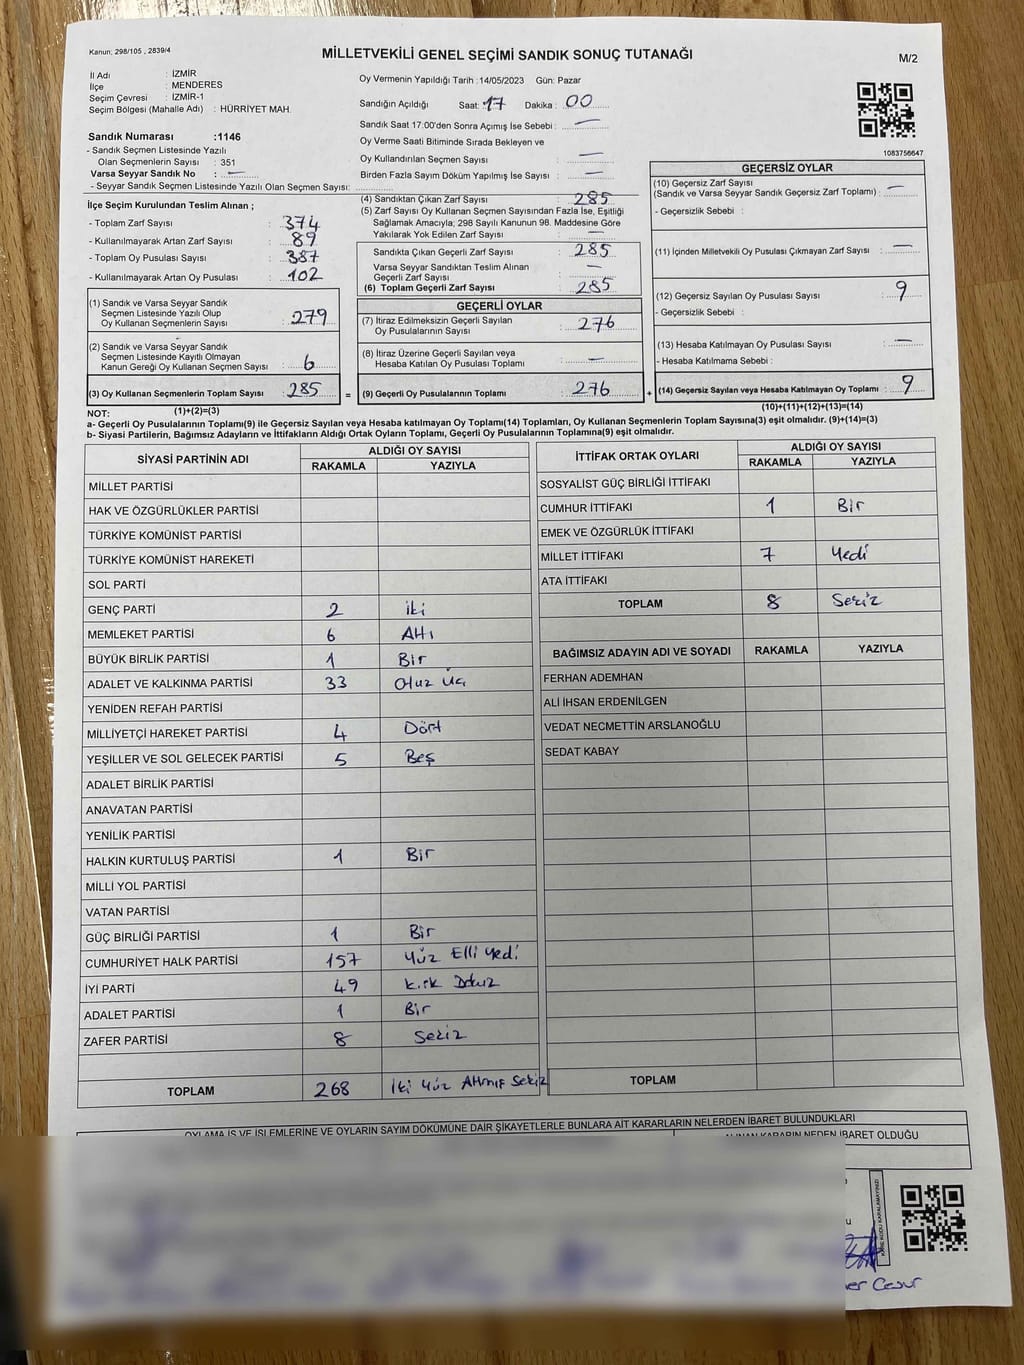 Kanun: 298/105 , 2839/4
MİLLETVEKİLİ GENEL SEÇİMİ SANDIK SONUÇ TUTANAĞI
M/2
İl Adı : İZMİR
İlçe : MENDERES
Seçim Çevresi : İZMİR-1
Seçim Bölgesi (Mahalle Adı) : HÜRRİYET MAH.
Sandık Numarası :1146
- Sandık Seçmen Listesinde Yazılı
Olan Seçmenlerin Sayısı : 351
Varsa Seyyar Sandık No : —
- Seyyar Sandık Seçmen Listesinde Yazılı Olan Seçmen Sayısı:
İlçe Seçim Kurulundan Teslim Alınan ;
- Toplam Zarf Sayısı : 374
- Kullanılmayarak Artan Zarf Sayısı : 89
- Toplam Oy Pusulası Sayısı : 387
- Kullanılmayarak Artan Oy Pusulası : 102
(1) Sandık ve Varsa Seyyar Sandık
Seçmen Listesinde Yazılı Olup
Oy Kullanan Seçmenlerin Sayısı : 279
(2) Sandık ve Varsa Seyyar Sandık
Seçmen Listesinde Kayıtlı Olmayan
Kanun Gereği Oy Kullanan Seçmen Sayısı : 6
(3) Oy Kullanan Seçmenlerin Toplam Sayısı : 285
Oy Vermenin Yapıldığı Tarih :14/05/2023 Gün: Pazar
Sandığın Açıldığı Saat: 17 Dakika : 00
Sandık Saat 17:00'den Sonra Açımış İse Sebebi : —
Oy Verme Saati Bitiminde Sırada Bekleyen ve
Oy Kullandırılan Seçmen Sayısı : —
Birden Fazla Sayım Döküm Yapılmış İse Sayısı : —
(4) Sandıktan Çıkan Zarf Sayısı : 285
(5) Zarf Sayısı Oy Kullanan Seçmen Sayısından Fazla İse, Eşitliği
Sağlamak Amacıyla; 298 Sayılı Kanunun 98. Maddesine Göre
Yakılarak Yok Edilen Zarf Sayısı : —
Sandıkta Çıkan Geçerli Zarf Sayısı : 285
Varsa Seyyar Sandıktan Teslim Alınan
Geçerli Zarf Sayısı : —
(6) Toplam Geçerli Zarf Sayısı : 285
GEÇERLİ OYLAR
(7) İtiraz Edilmeksizin Geçerli Sayılan
Oy Pusulalarının Sayısı : 276
(8) İtiraz Üzerine Geçerli Sayılan veya
Hesaba Katılan Oy Pusulaları Toplamı : —
= (9) Geçerli Oy Pusulalarının Toplamı : 276
1083756647
GEÇERSİZ OYLAR
(10) Geçersiz Zarf Sayısı
(Sandık ve Varsa Seyyar Sandık Geçersiz Zarf Toplamı) : —
- Geçersizlik Sebebi :
(11) İçinden Milletvekili Oy Pusulası Çıkmayan Zarf Sayısı : —
(12) Geçersiz Sayılan Oy Pusulası Sayısı : 9
- Geçersizlik Sebebi :
(13) Hesaba Katılmayan Oy Pusulası Sayısı : —
- Hesaba Katılmama Sebebi :
+ (14) Geçersiz Sayılan veya Hesaba Katılmayan Oy Toplamı : 9
NOT: (1)+(2)=(3) (10)+(11)+(12)+(13)=(14)
a- Geçerli Oy Pusulalarının Toplamı(9) ile Geçersiz Sayılan veya Hesaba katılmayan Oy Toplamı(14) Toplamları, Oy Kullanan Seçmenlerin Toplam Sayısına(3) eşit olmalıdır. (9)+(14)=(3)
b- Siyasi Partilerin, Bağımsız Adayların ve İttifakların Aldığı Ortak Oyların Toplamı, Geçerli Oy Pusulalarının Toplamına(9) eşit olmalıdır.
SİYASİ PARTİNİN ADI ALDIĞI OY SAYISI
RAKAMLA YAZIYLA
MİLLET PARTİSİ
HAK VE ÖZGÜRLÜKLER PARTİSİ
TÜRKİYE KOMÜNİST PARTİSİ
TÜRKİYE KOMÜNİST HAREKETİ
SOL PARTİ
GENÇ PARTİ 2 iki
MEMLEKET PARTİSİ 6 Altı
BÜYÜK BİRLİK PARTİSİ 1 Bir
ADALET VE KALKINMA PARTİSİ 33 Otuz Üç
YENİDEN REFAH PARTİSİ
MİLLİYETÇİ HAREKET PARTİSİ 4 Dört
YEŞİLLER VE SOL GELECEK PARTİSİ 5 Beş
ADALET BİRLİK PARTİSİ
ANAVATAN PARTİSİ
YENİLİK PARTİSİ
HALKIN KURTULUŞ PARTİSİ 1 Bir
MİLLİ YOL PARTİSİ
VATAN PARTİSİ
GÜÇ BİRLİĞİ PARTİSİ 1 Bir
CUMHURİYET HALK PARTİSİ 157 Yüz Elli Yedi
İYİ PARTİ 49 Kırk Dokuz
ADALET PARTİSİ 1 Bir
ZAFER PARTİSİ 8 Sekiz
TOPLAM 268 İki Yüz Altmış Sekiz
İTTİFAK ORTAK OYLARI ALDIĞI OY SAYISI
RAKAMLA YAZIYLA
SOSYALİST GÜÇ BİRLİĞİ İTTİFAKI
CUMHUR İTTİFAKI 1 Bir
EMEK VE ÖZGÜRLÜK İTTİFAKI
MİLLET İTTİFAKI 7 Yedi
ATA İTTİFAKI
TOPLAM 8 Sekiz
BAĞIMSIZ ADAYIN ADI VE SOYADI RAKAMLA YAZIYLA
FERHAN ADEMHAN
ALİ İHSAN ERDENİLGEN
VEDAT NECMETTİN ARSLANOĞLU
SEDAT KABAY
TOPLAM
OYLAMA İŞ VE İŞLEMLERİNE VE OYLARIN SAYIM DÖKÜMÜNE DAİR ŞİKAYETLERLE BUNLARA AİT KARARLARIN NELERDEN İBARET BULUNDUKLARI
ALINAN KARARIN NEDEN İBARET OLDUĞU